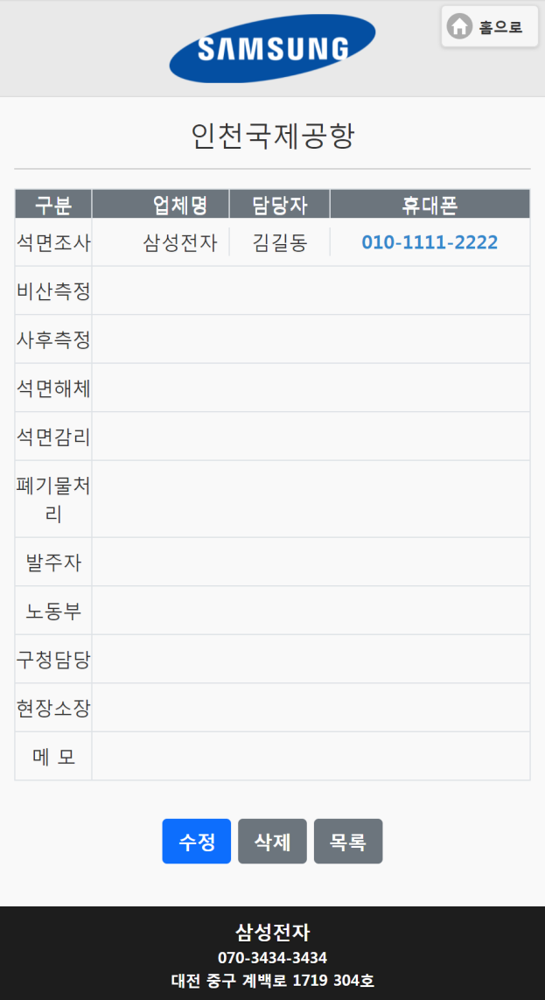 SAMSUNG
홈으로
인천국제공항
구분 업체명 담당자 휴대폰
석면조사 삼성전자 김길동 010-1111-2222
비산측정
사후측정
석면해체
석면감리
폐기물처
리
발주자
노동부
구청담당
현장소장
메 모
수정 삭제 목록
삼성전자
070-3434-3434
대전 중구 계백로 1719 304호